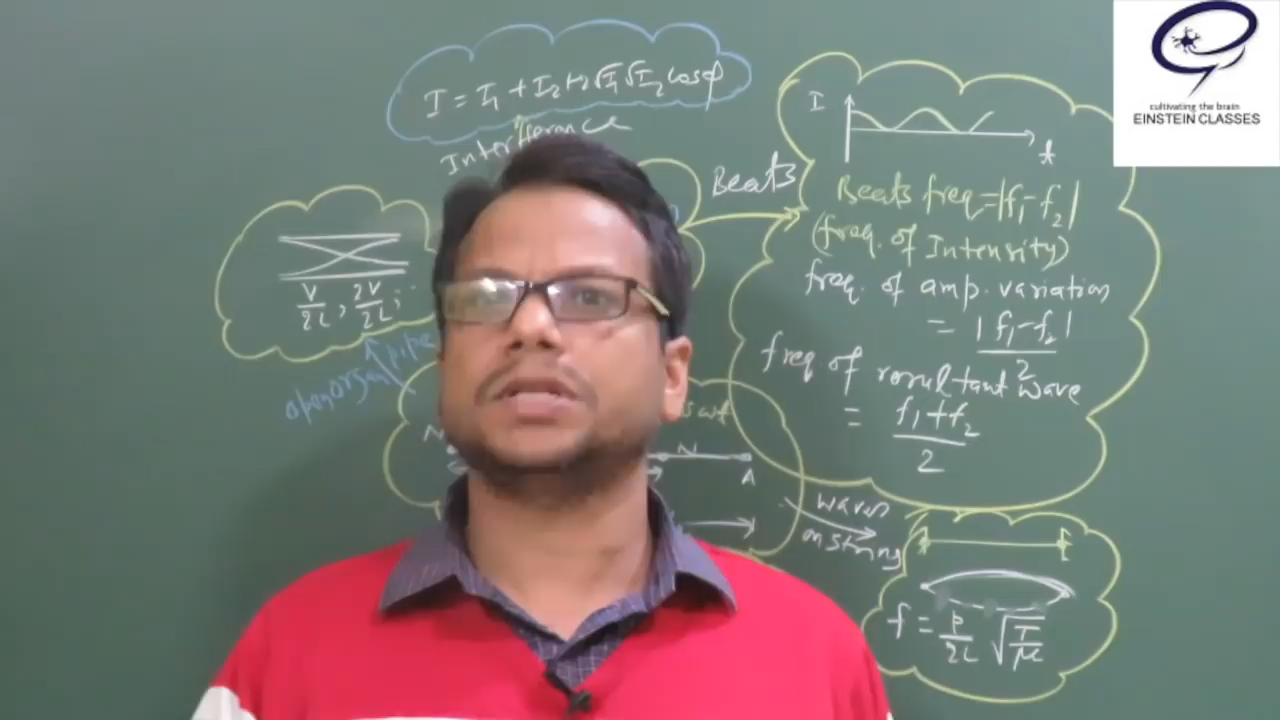 I = I₁ + I₂ + 2√I₁√I₂ cosφ
Interference
V/2L, 2V/2L, ..
open organ pipe
N
A
Beats
I
t
Beats freq = |f₁-f₂|
(freq. of Intensity)
freq. of amp. variation
= |f₁-f₂|/2
freq of resultant wave
= f₁+f₂/2
waves
on string
f = P/2L √T/μ
cultivating the brain
EINSTEIN CLASSES